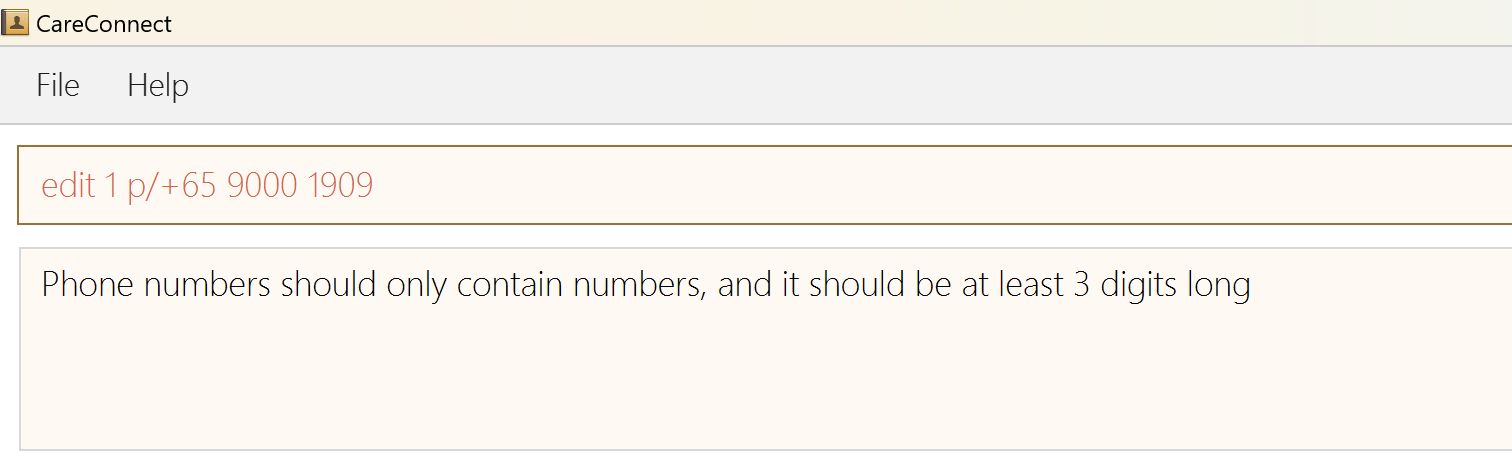 CareConnect
File Help
edit 1 p/+65 9000 1909
Phone numbers should only contain numbers, and it should be at least 3 digits long